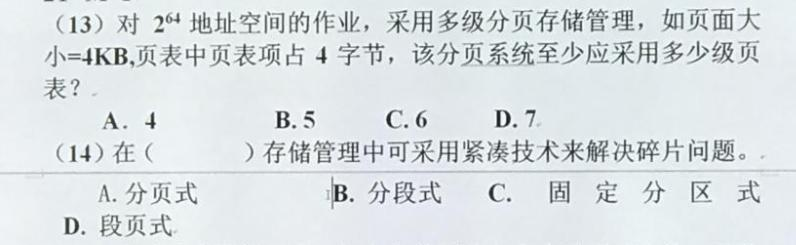 （13）对 2⁶⁴ 地址空间的作业，采用多级分页存储管理，如页面大
小=4KB,页表中页表项占 4 字节，该分页系统至少应采用多少级页
表？
A. 4 B. 5 C. 6 D. 7
（14）在（ ）存储管理中可采用紧凑技术来解决碎片问题。
A. 分页式 B. 分段式 C. 固 定 分 区 式
D. 段页式